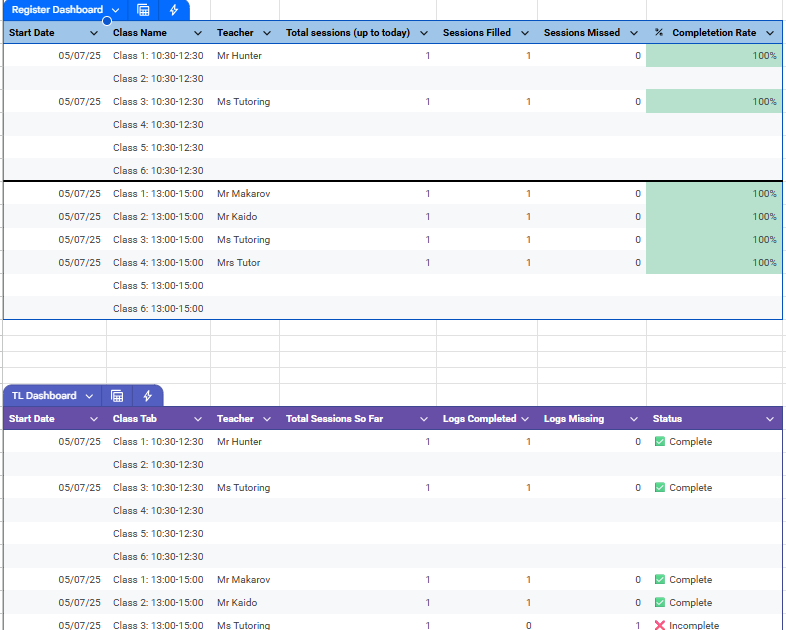 Register Dashboard
Start Date Class Name Teacher Total sessions (up to today) Sessions Filled Sessions Missed % Completetion Rate
05/07/25 Class 1: 10:30-12:30 Mr Hunter 1 1 0 100%
Class 2: 10:30-12:30
05/07/25 Class 3: 10:30-12:30 Ms Tutoring 1 1 0 100%
Class 4: 10:30-12:30
Class 5: 10:30-12:30
Class 6: 10:30-12:30
05/07/25 Class 1: 13:00-15:00 Mr Makarov 1 1 0 100%
05/07/25 Class 2: 13:00-15:00 Mr Kaido 1 1 0 100%
05/07/25 Class 3: 13:00-15:00 Ms Tutoring 1 1 0 100%
05/07/25 Class 4: 13:00-15:00 Mrs Tutor 1 1 0 100%
Class 5: 13:00-15:00
Class 6: 13:00-15:00
TL Dashboard
Start Date Class Tab Teacher Total Sessions So Far Logs Completed Logs Missing Status
05/07/25 Class 1: 10:30-12:30 Mr Hunter 1 1 0 ✅ Complete
Class 2: 10:30-12:30
05/07/25 Class 3: 10:30-12:30 Ms Tutoring 1 1 0 ✅ Complete
Class 4: 10:30-12:30
Class 5: 10:30-12:30
Class 6: 10:30-12:30
05/07/25 Class 1: 13:00-15:00 Mr Makarov 1 1 0 ✅ Complete
05/07/25 Class 2: 13:00-15:00 Mr Kaido 1 1 0 ✅ Complete
05/07/25 Class 3: 13:00-15:00 Ms Tutoring 1 0 1 ❌ Incomplete